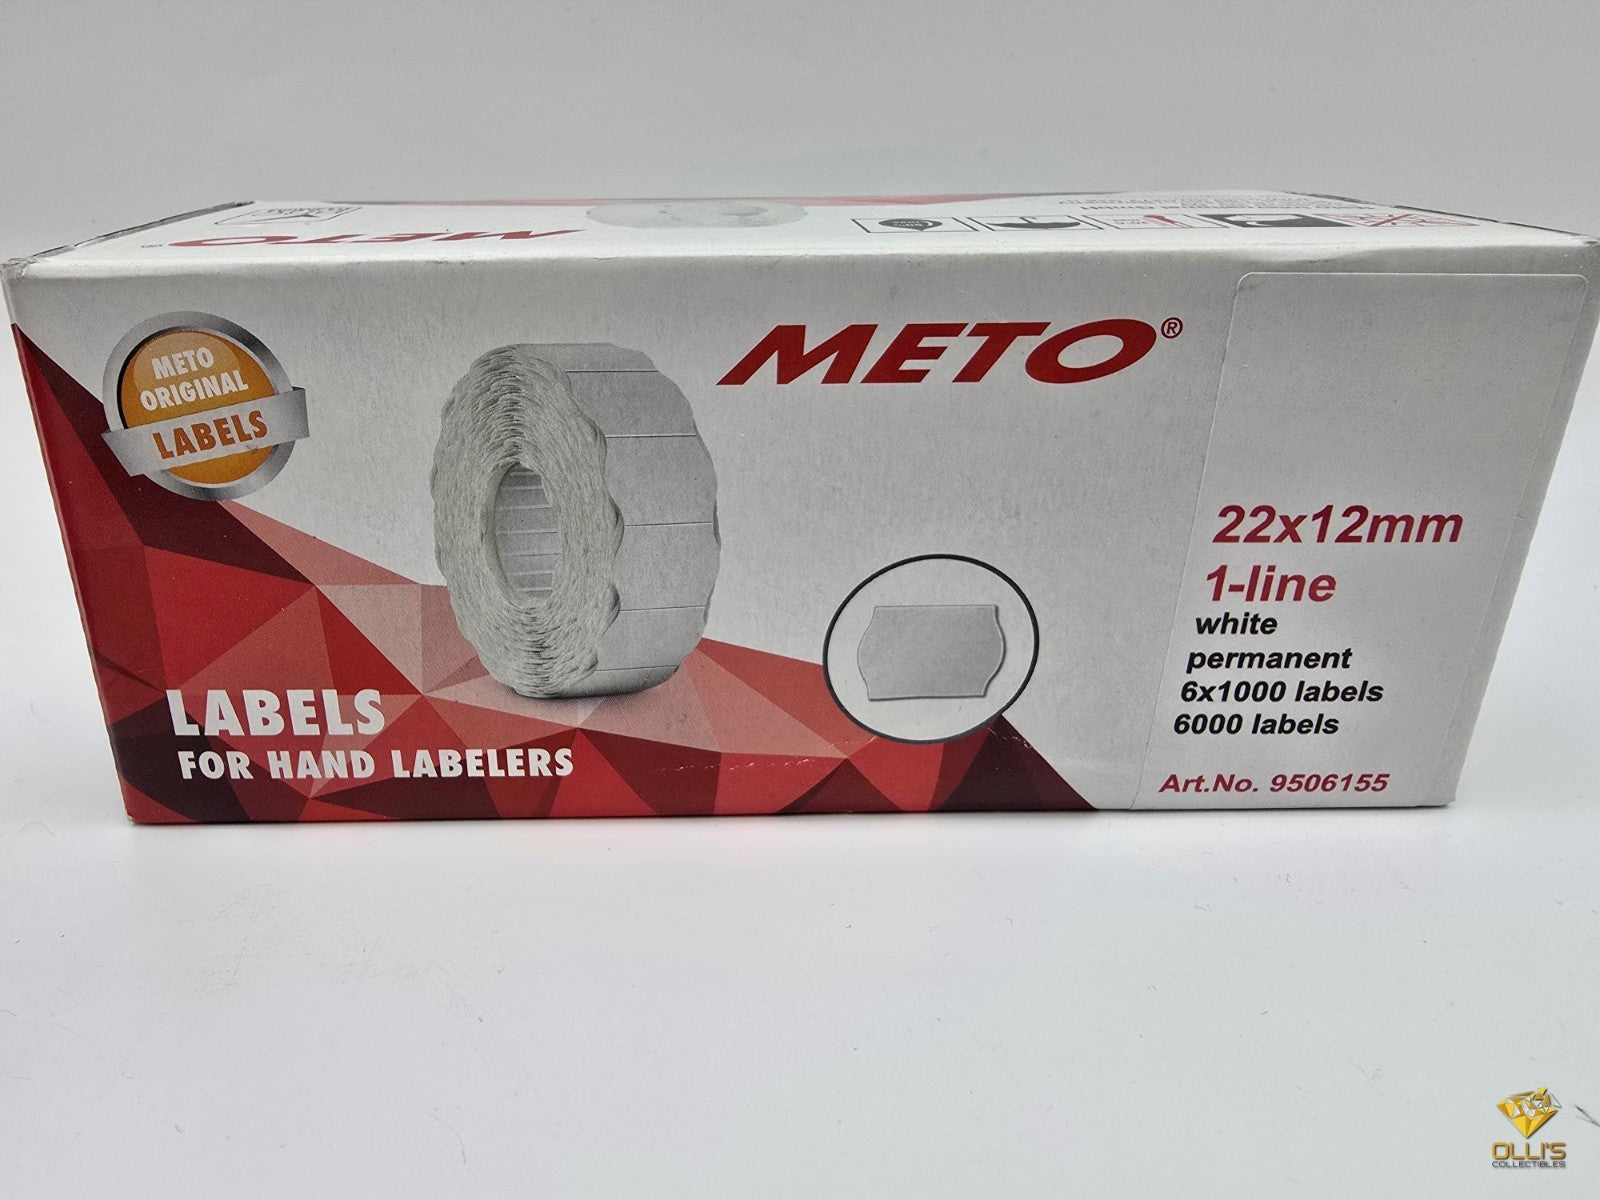 METO®
METO
ORIGINAL
LABELS
METO®
22x12mm
1-line
white
permanent
6x1000 labels
6000 labels
Art.No. 9506155
LABELS
FOR HAND LABELERS
OLLI'S
COLLECTIBLES